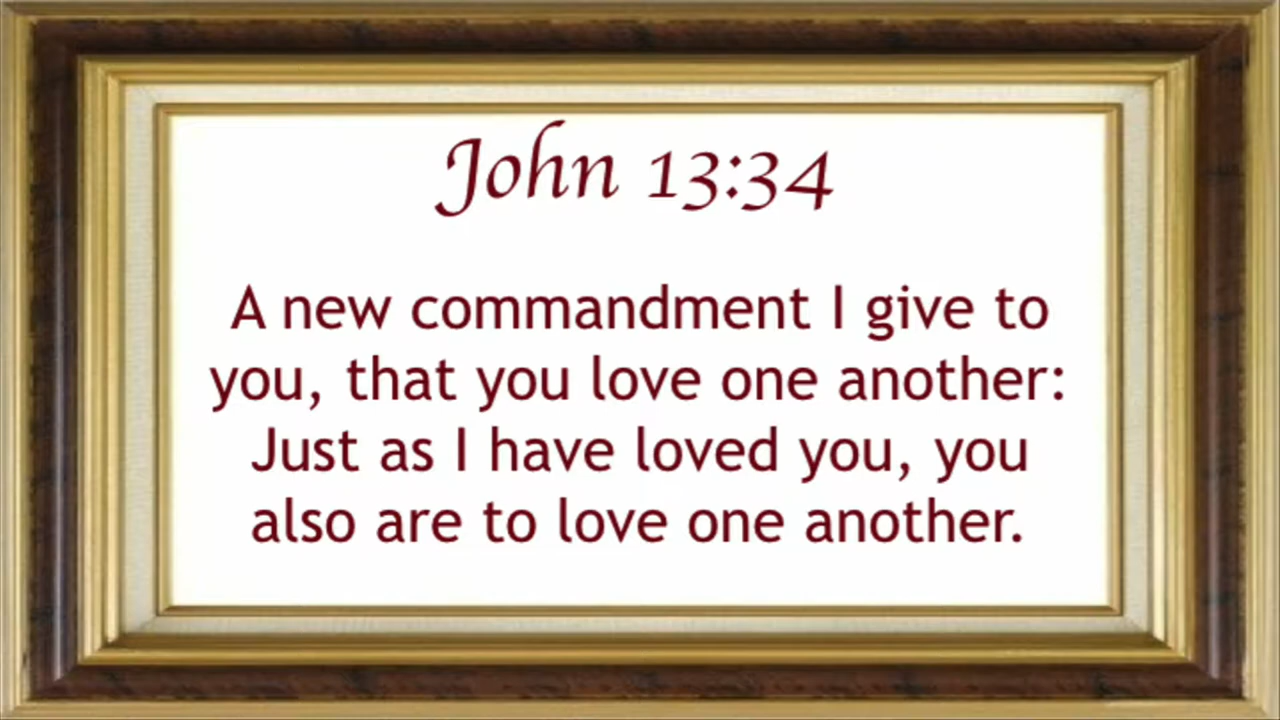 John 13:34
A new commandment I give to
you, that you love one another:
Just as I have loved you, you
also are to love one another.